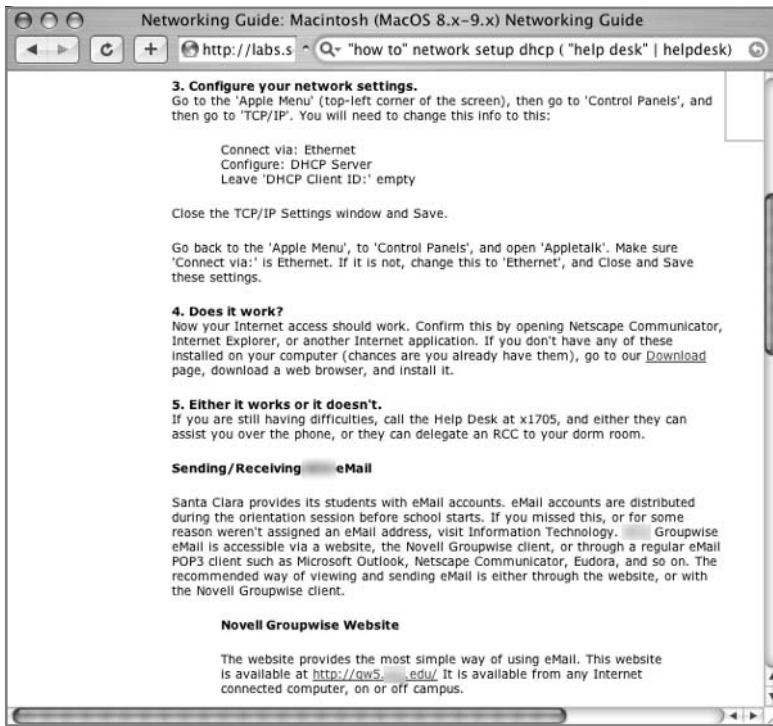 Networking Guide: Macintosh (MacOS 8.x-9.x) Networking Guide
http://labs.s
"how to" network setup dhcp ( "help desk" | helpdesk)
3. Configure your network settings.
Go to the 'Apple Menu' (top-left corner of the screen), then go to 'Control Panels', and
then go to 'TCP/IP'. You will need to change this info to this:
Connect via: Ethernet
Configure: DHCP Server
Leave 'DHCP Client ID:' empty
Close the TCP/IP Settings window and Save.
Go back to the 'Apple Menu', to 'Control Panels', and open 'Appletalk'. Make sure
'Connect via:' is Ethernet. If it is not, change this to 'Ethernet', and Close and Save
these settings.
4. Does it work?
Now your Internet access should work. Confirm this by opening Netscape Communicator,
Internet Explorer, or another Internet application. If you don't have any of these
installed on your computer (chances are you already have them), go to our Download
page, download a web browser, and install it.
5. Either it works or it doesn't.
If you are still having difficulties, call the Help Desk at x1705, and either they can
assist you over the phone, or they can delegate an RCC to your dorm room.
Sending/Receiving eMail
Santa Clara provides its students with eMail accounts. eMail accounts are distributed
during the orientation session before school starts. If you missed this, or for some
reason weren't assigned an eMail address, visit Information Technology. Groupwise
eMail is accessible via a website, the Novell Groupwise client, or through a regular eMail
POP3 client such as Microsoft Outlook, Netscape Communicator, Eudora, and so on. The
recommended way of viewing and sending eMail is either through the website, or with
the Novell Groupwise client.
Novell Groupwise Website
The website provides the most simple way of using eMail. This website
is available at http://gw5. .edu/ It is available from any Internet
connected computer, on or off campus.